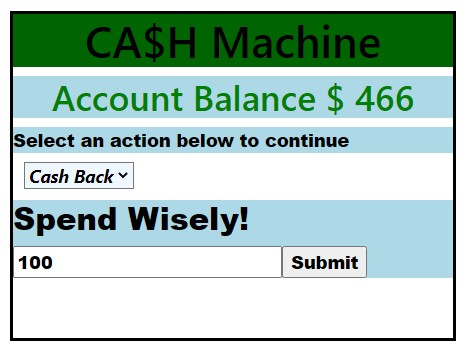 CA$H Machine
Account Balance $ 466
Select an action below to continue
Cash Back
Spend Wisely!
100 Submit